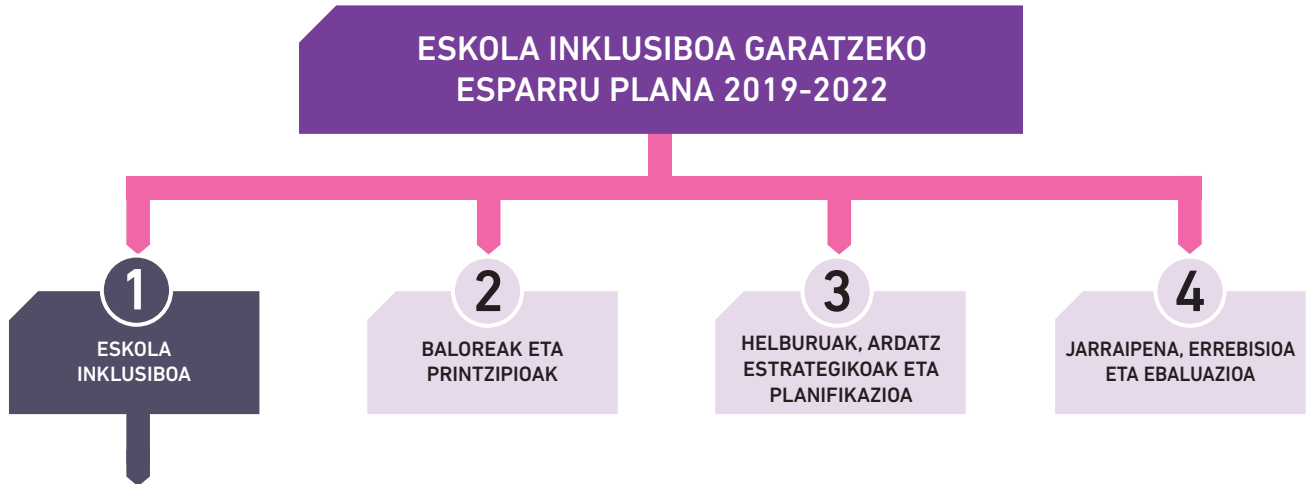 ESKOLA INKLUSIBOA GARATZEKO
ESPARRU PLANA 2019-2022
1
ESKOLA
INKLUSIBOA
2
BALOREAK ETA
PRINTZIPIOAK
3
HELBURUAK, ARDATZ
ESTRATEGIKOAK ETA
PLANIFIKAZIOA
4
JARRAIPENA, ERREBISIOA
ETA EBALUAZIOA